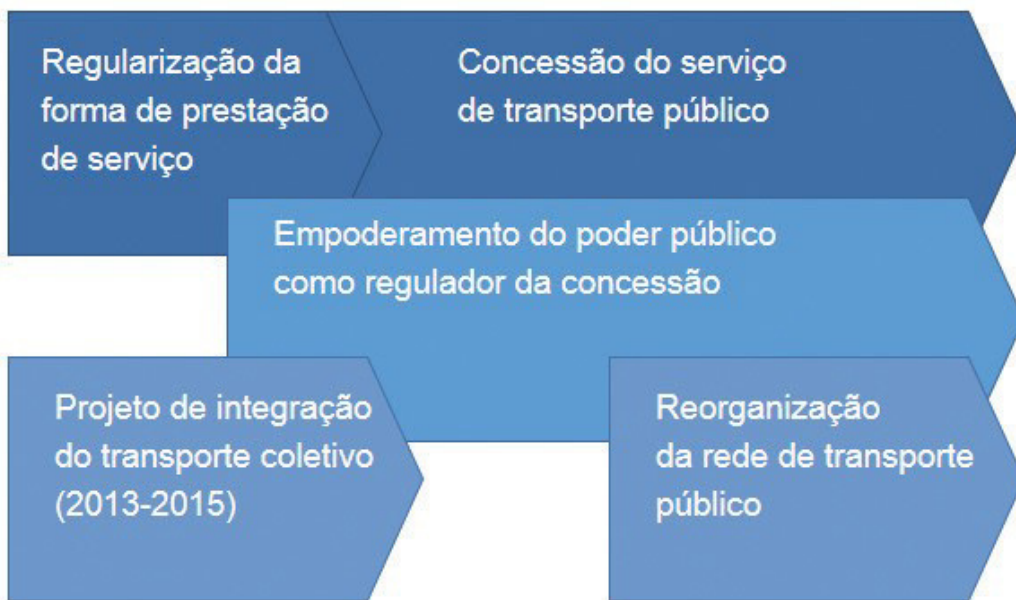 Regularização da
forma de prestação
de serviço
Concessão do serviço
de transporte público
Empoderamento do poder público
como regulador da concessão
Projeto de integração
do transporte coletivo
(2013-2015)
Reorganização
da rede de transporte
público